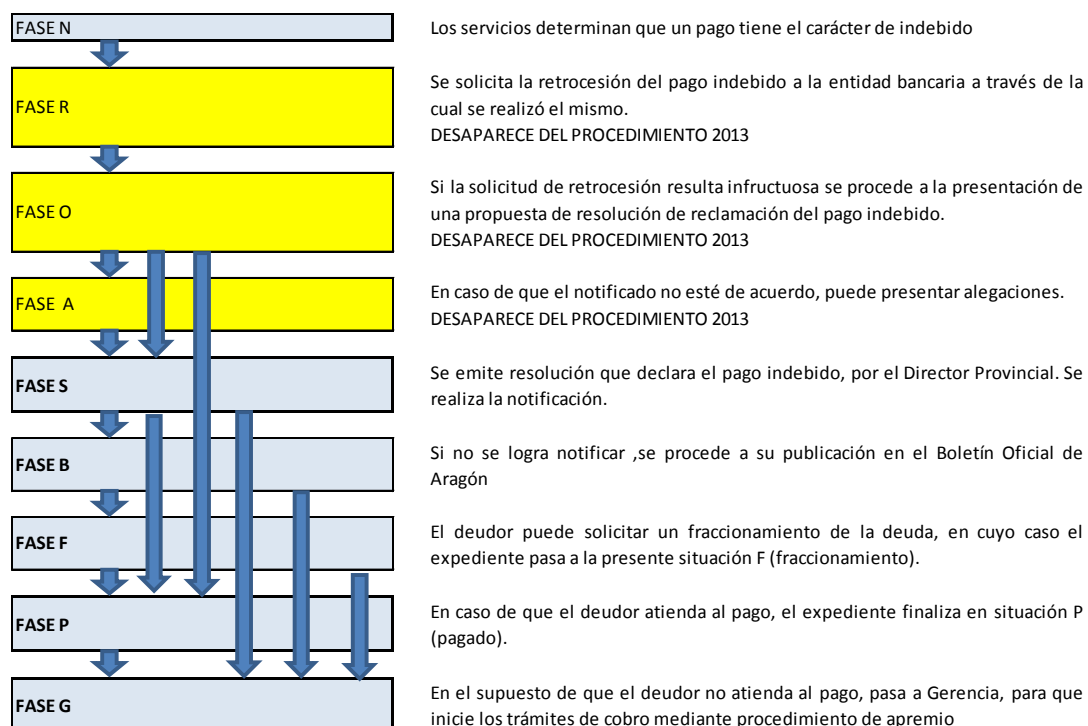 FASE N
Los servicios determinan que un pago tiene el carácter de indebido
FASE R
Se solicita la retrocesión del pago indebido a la entidad bancaria a través de la
cual se realizó el mismo.
DESAPARECE DEL PROCEDIMIENTO 2013
FASE O
Si la solicitud de retrocesión resulta infructuosa se procede a la presentación de
una propuesta de resolución de reclamación del pago indebido.
DESAPARECE DEL PROCEDIMIENTO 2013
FASE A
En caso de que el notificado no esté de acuerdo, puede presentar alegaciones.
DESAPARECE DEL PROCEDIMIENTO 2013
FASE S
Se emite resolución que declara el pago indebido, por el Director Provincial. Se
realiza la notificación.
FASE B
Si no se logra notificar ,se procede a su publicación en el Boletín Oficial de
Aragón
FASE F
El deudor puede solicitar un fraccionamiento de la deuda, en cuyo caso el
expediente pasa a la presente situación F (fraccionamiento).
FASE P
En caso de que el deudor atienda al pago, el expediente finaliza en situación P
(pagado).
FASE G
En el supuesto de que el deudor no atienda al pago, pasa a Gerencia, para que
inicie los trámites de cobro mediante procedimiento de apremio